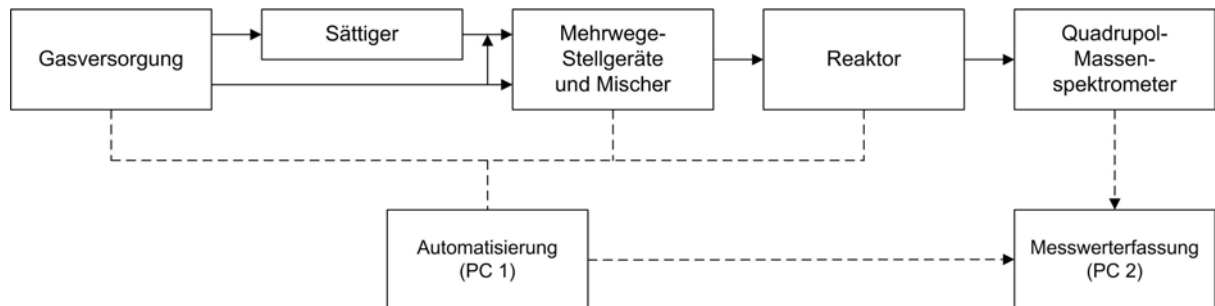 Gasversorgung
Sättiger
Mehrwege-
Stellgeräte
und Mischer
Reaktor
Quadrupol-
Massen-
spektrometer
Automatisierung
(PC 1)
Messwerterfassung
(PC 2)